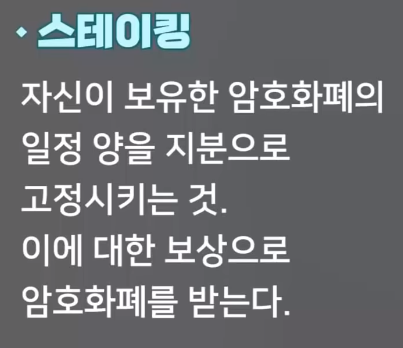 · 스테이킹
자신이 보유한 암호화폐의
일정 양을 지분으로
고정시키는 것.
이에 대한 보상으로
암호화폐를 받는다.